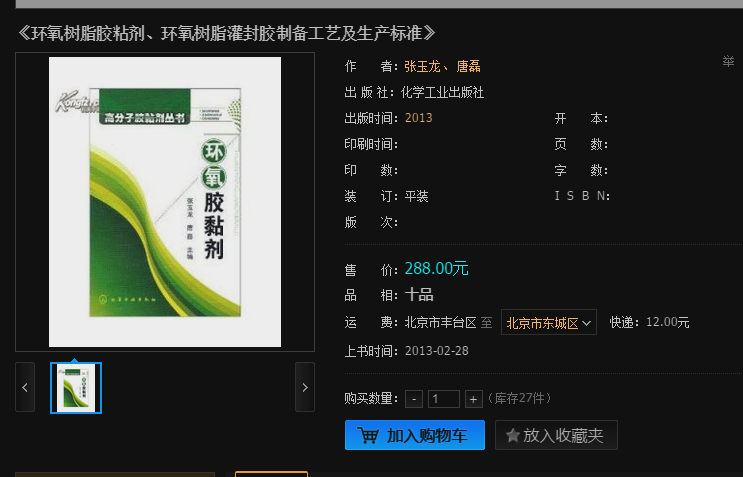 《环氧树脂胶粘剂、环氧树脂灌封胶制备工艺及生产标准》
Kongfz.co
高分子胶黏剂丛书
环氧胶黏剂
张玉龙 唐磊 主编
化学工业出版社
作 者：张玉龙、唐磊
举
出 版 社：化学工业出版社
出版时间：2013
开 本：
印刷时间：
页 数：
印 数：
字 数：
装 订：平装
I S B N：
版 次：
售 价：288.00元
品 相：十品
运 费：北京市丰台区 至 北京市东城区 快递：12.00元
上书时间：2013-02-28
购买数量： - 1 + （库存27件）
加入购物车
放入收藏夹